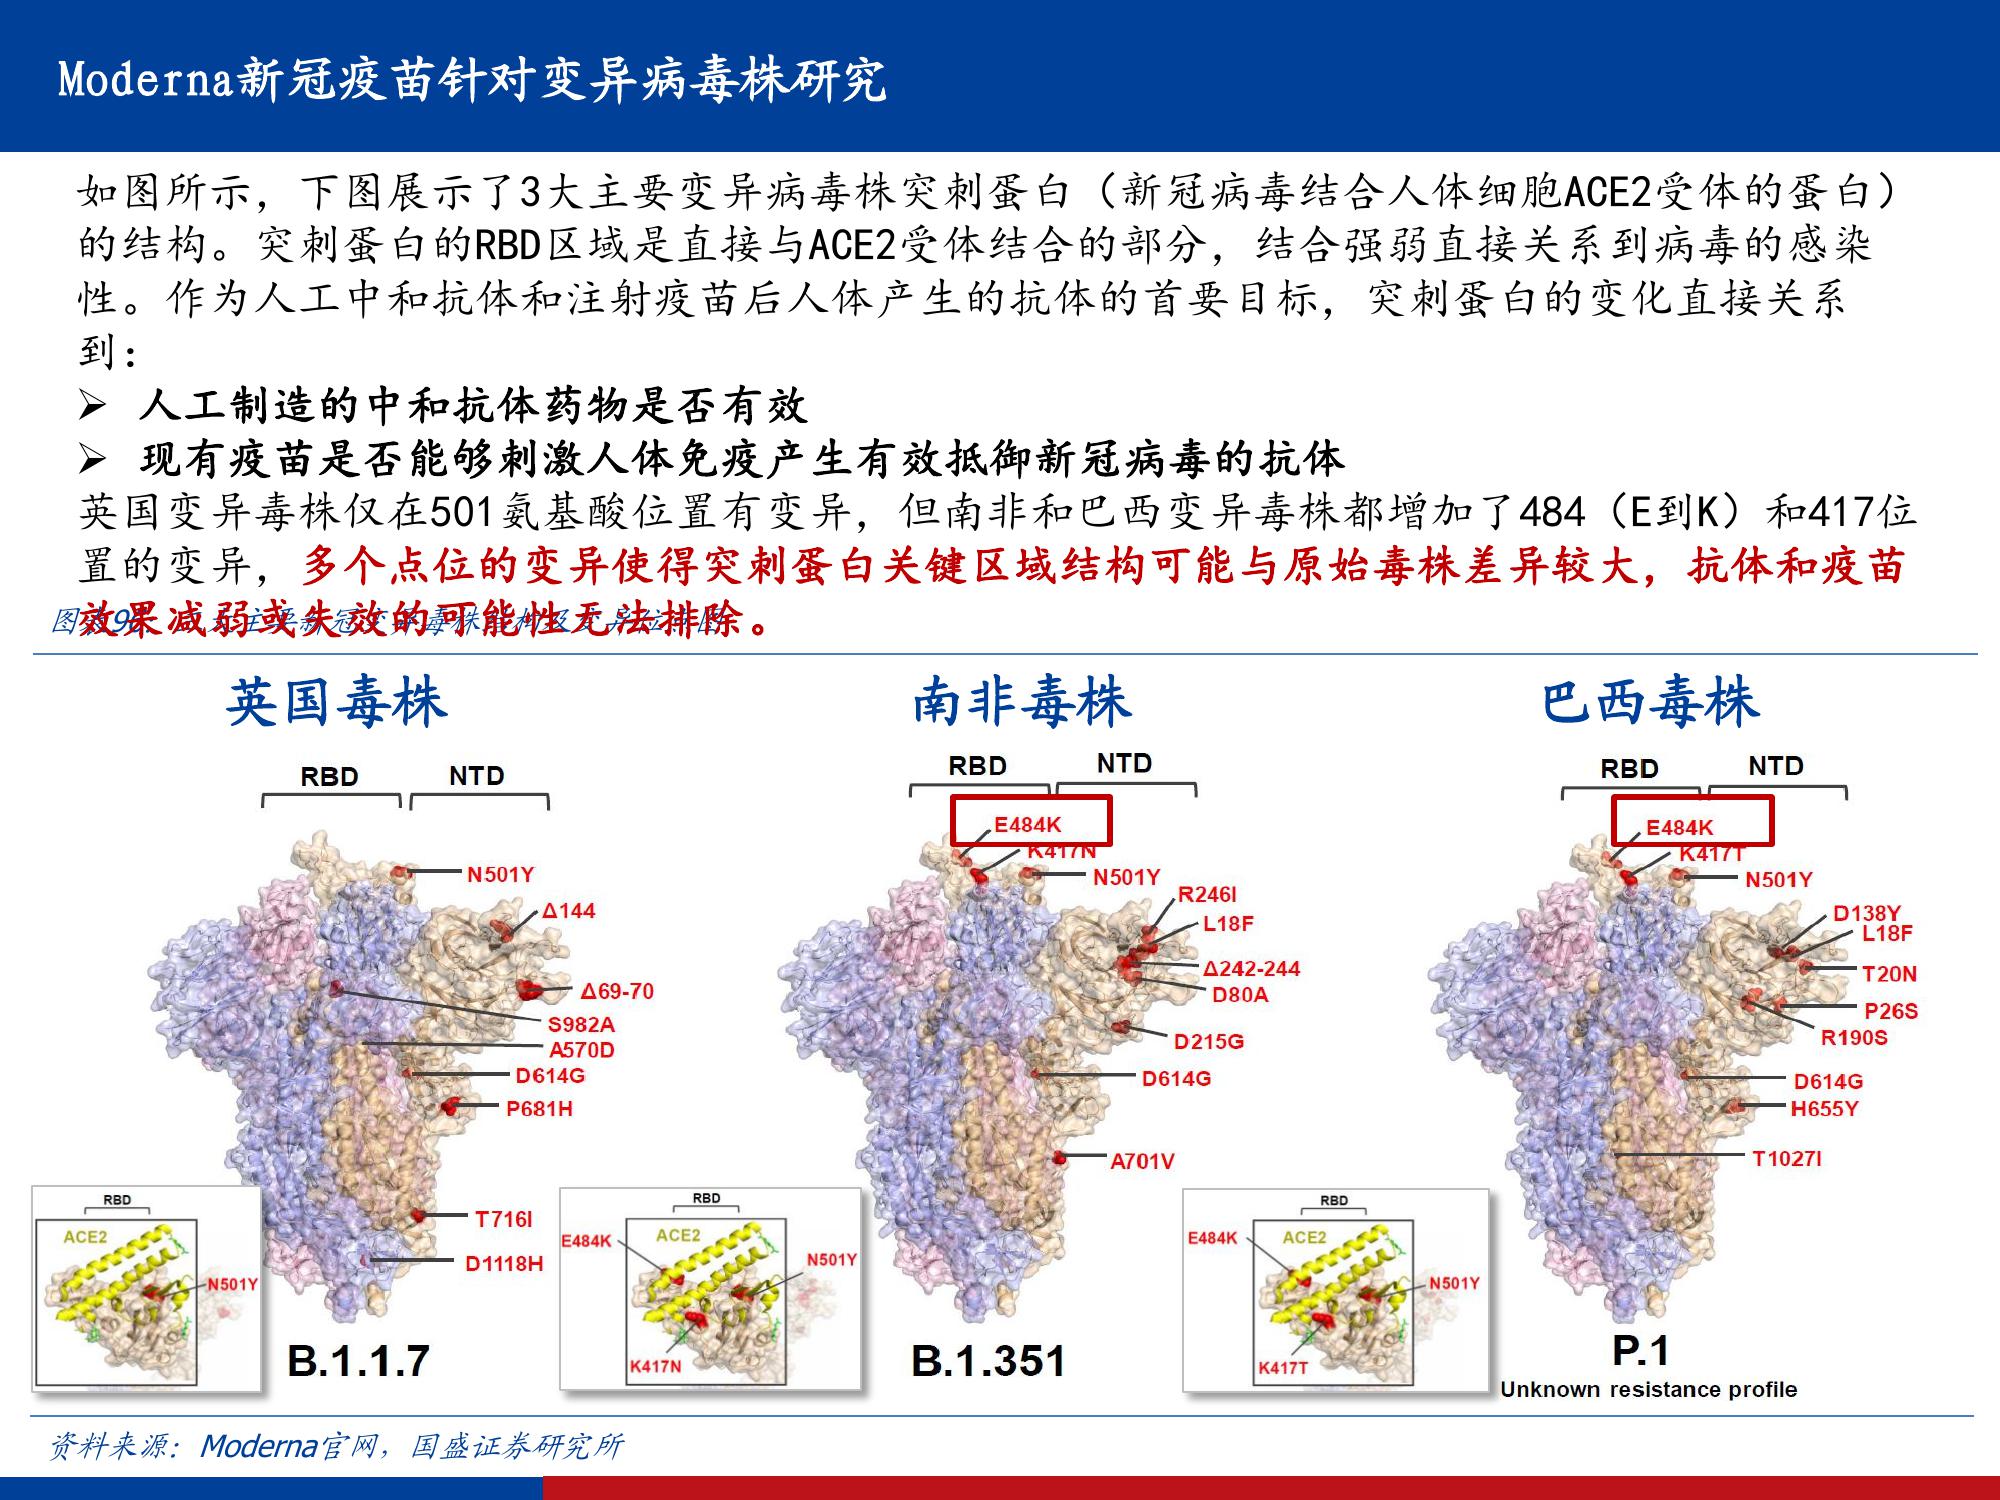 Moderna新冠疫苗针对变异病毒株研究
如图所示，下图展示了3大主要变异病毒株突刺蛋白（新冠病毒结合人体细胞ACE2受体的蛋白）
的结构。突刺蛋白的RBD区域是直接与ACE2受体结合的部分，结合强弱直接关系到病毒的感染
性。作为人工中和抗体和注射疫苗后人体产生的抗体的首要目标，突刺蛋白的变化直接关系
到：
➢ 人工制造的中和抗体药物是否有效
➢ 现有疫苗是否能够刺激人体免疫产生有效抵御新冠病毒的抗体
英国变异毒株仅在501氨基酸位置有变异，但南非和巴西变异毒株都增加了484（E到K）和417位
置的变异，多个点位的变异使得突刺蛋白关键区域结构可能与原始毒株差异较大，抗体和疫苗
效果减弱或失效的可能性无法排除。
英国毒株
RBD
NTD
N501Y
Δ144
Δ69-70
S982A
A570D
D614G
P681H
T716I
D1118H
RBD
ACE2
N501Y
B.1.1.7
南非毒株
RBD
NTD
E484K
K417N
N501Y
R246I
L18F
Δ242-244
D80A
D215G
D614G
A701V
RBD
E484K
ACE2
N501Y
K417N
B.1.351
巴西毒株
RBD
NTD
E484K
K417T
N501Y
D138Y
L18F
T20N
P26S
R190S
D614G
H655Y
T1027I
RBD
E484K
ACE2
N501Y
K417T
P.1
Unknown resistance profile
资料来源：Moderna官网，国盛证券研究所